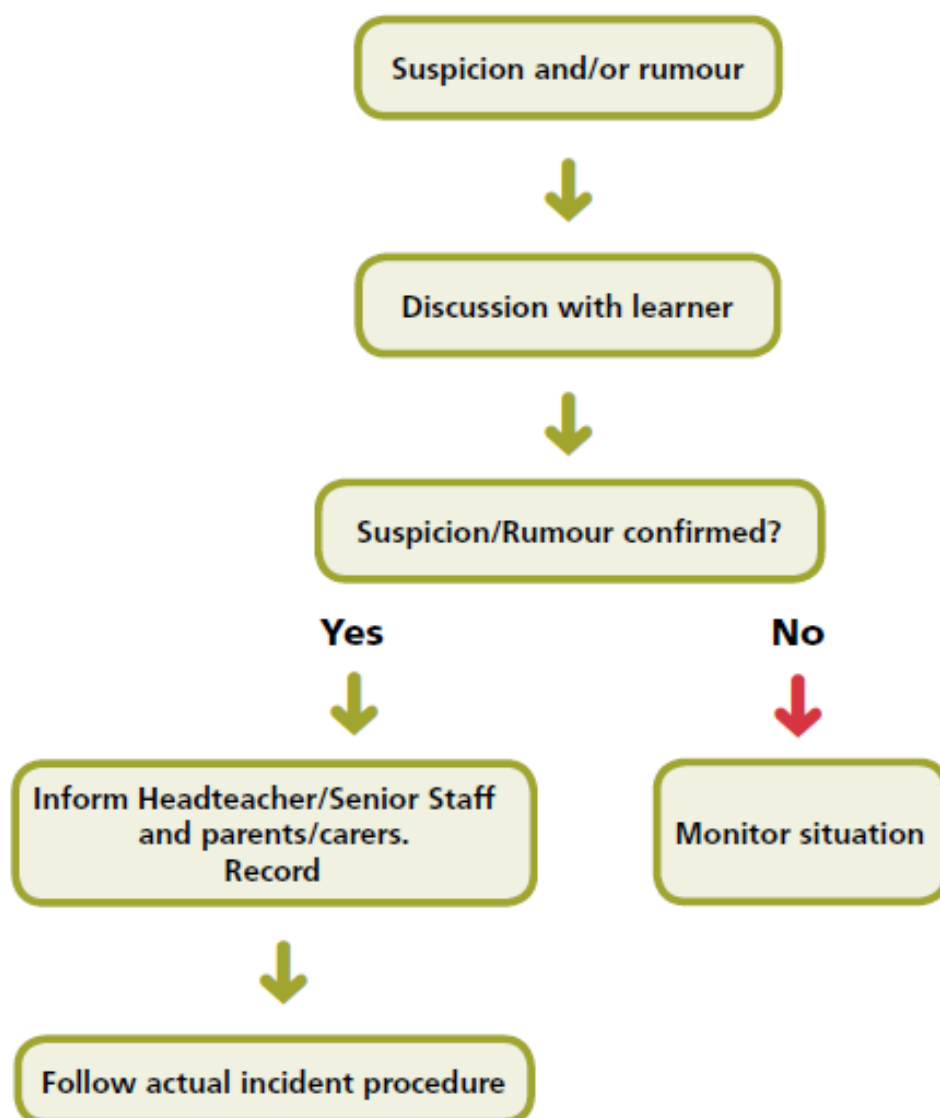 Suspicion and/or rumour
Discussion with learner
Suspicion/Rumour confirmed?
Yes
No
Inform Headteacher/Senior Staff
and parents/carers.
Record
Monitor situation
Follow actual incident procedure